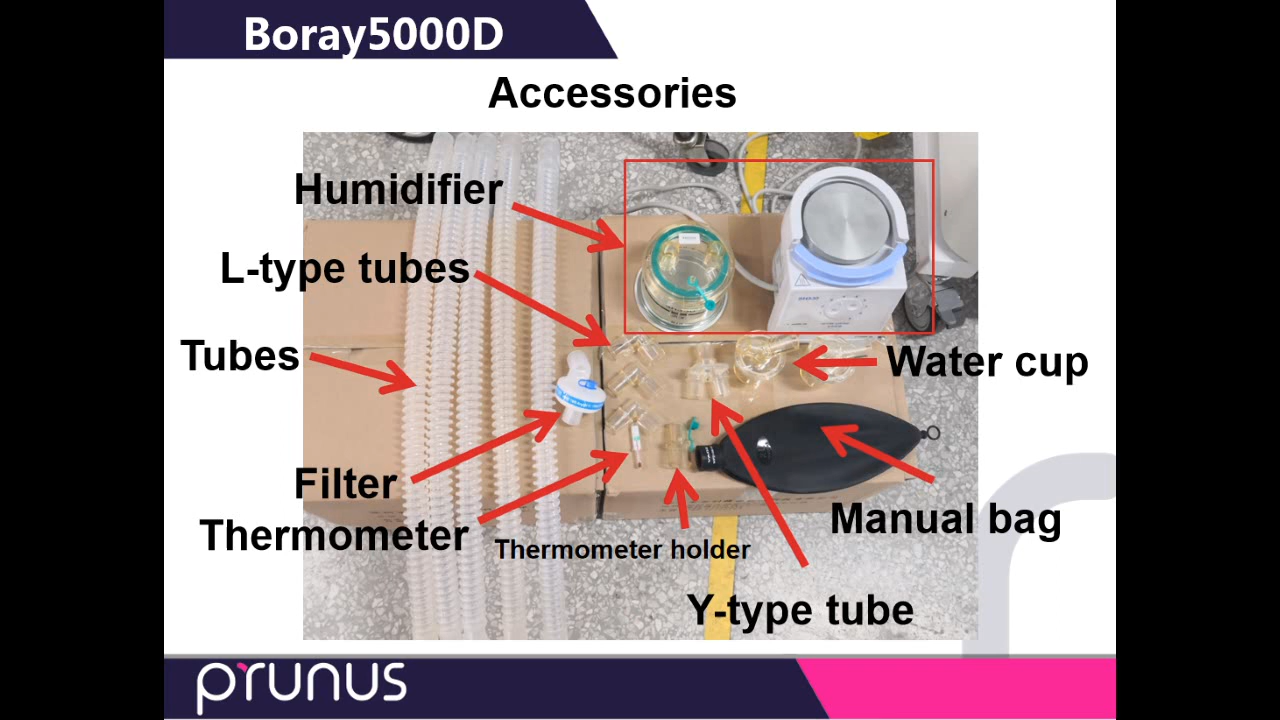 Boray5000D
Accessories
Humidifier
L-type tubes
Tubes
Water cup
Filter
Thermometer
Thermometer holder
Manual bag
Y-type tube
prunus